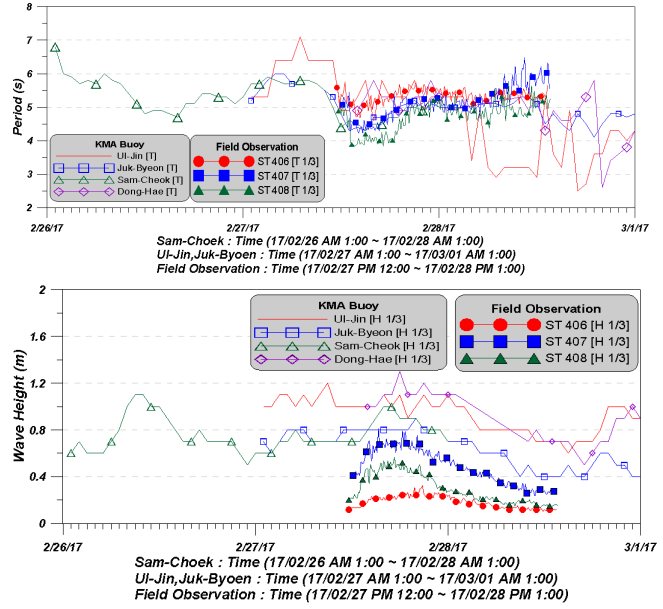 8
7
6
5
4
3
2
Period (s)
KMA Buoy
Ul-Jin [T]
Juk-Byeon [T]
Sam-Cheok [T]
Dong-Hae [T]
Field Observation
ST 406 [T 1/3]
ST 407 [T 1/3]
ST 408 [T 1/3]
2/26/17 2/27/17 2/28/17 3/1/17
Sam-Choek : Time (17/02/26 AM 1:00 ~ 17/02/28 AM 1:00)
Ul-Jin,Juk-Byoen : Time (17/02/27 AM 1:00 ~ 17/03/01 AM 1:00)
Field Observation : Time (17/02/27 PM 12:00 ~ 17/02/28 PM 1:00)
2
1.6
1.2
0.8
0.4
0
Wave Height (m)
KMA Buoy
Ul-Jin [H 1/3]
Juk-Byeon [H 1/3]
Sam-Cheok [H 1/3]
Dong-Hae [H 1/3]
Field Observation
ST 406 [H 1/3]
ST 407 [H 1/3]
ST 408 [H 1/3]
2/26/17 2/27/17 2/28/17 3/1/17
Sam-Choek : Time (17/02/26 AM 1:00 ~ 17/02/28 AM 1:00)
Ul-Jin,Juk-Byoen : Time (17/02/27 AM 1:00 ~ 17/03/01 AM 1:00)
Field Observation : Time (17/02/27 PM 12:00 ~ 17/02/28 PM 1:00)